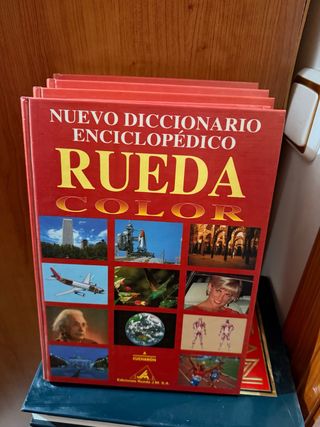 NUEVO DICCIONARIO
ENCICLOPÉDICO
RUEDA
COLOR
Ediciones Rueda J.M. S.A.